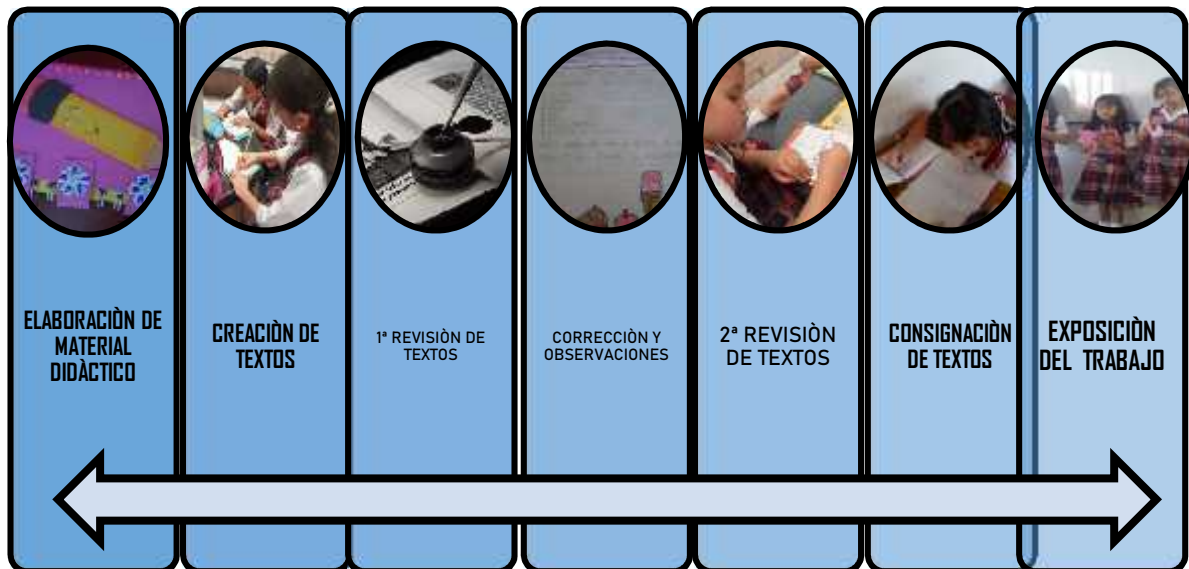 ELABORACIÒN DE
MATERIAL
DIDÀCTICO
CREACIÒN DE
TEXTOS
1ª REVISIÒN DE
TEXTOS
CORRECCIÒN Y
OBSERVACIONES
2ª REVISIÒN
DE TEXTOS
CONSIGNACIÒN
DE TEXTOS
EXPOSICIÒN
DEL TRABAJO